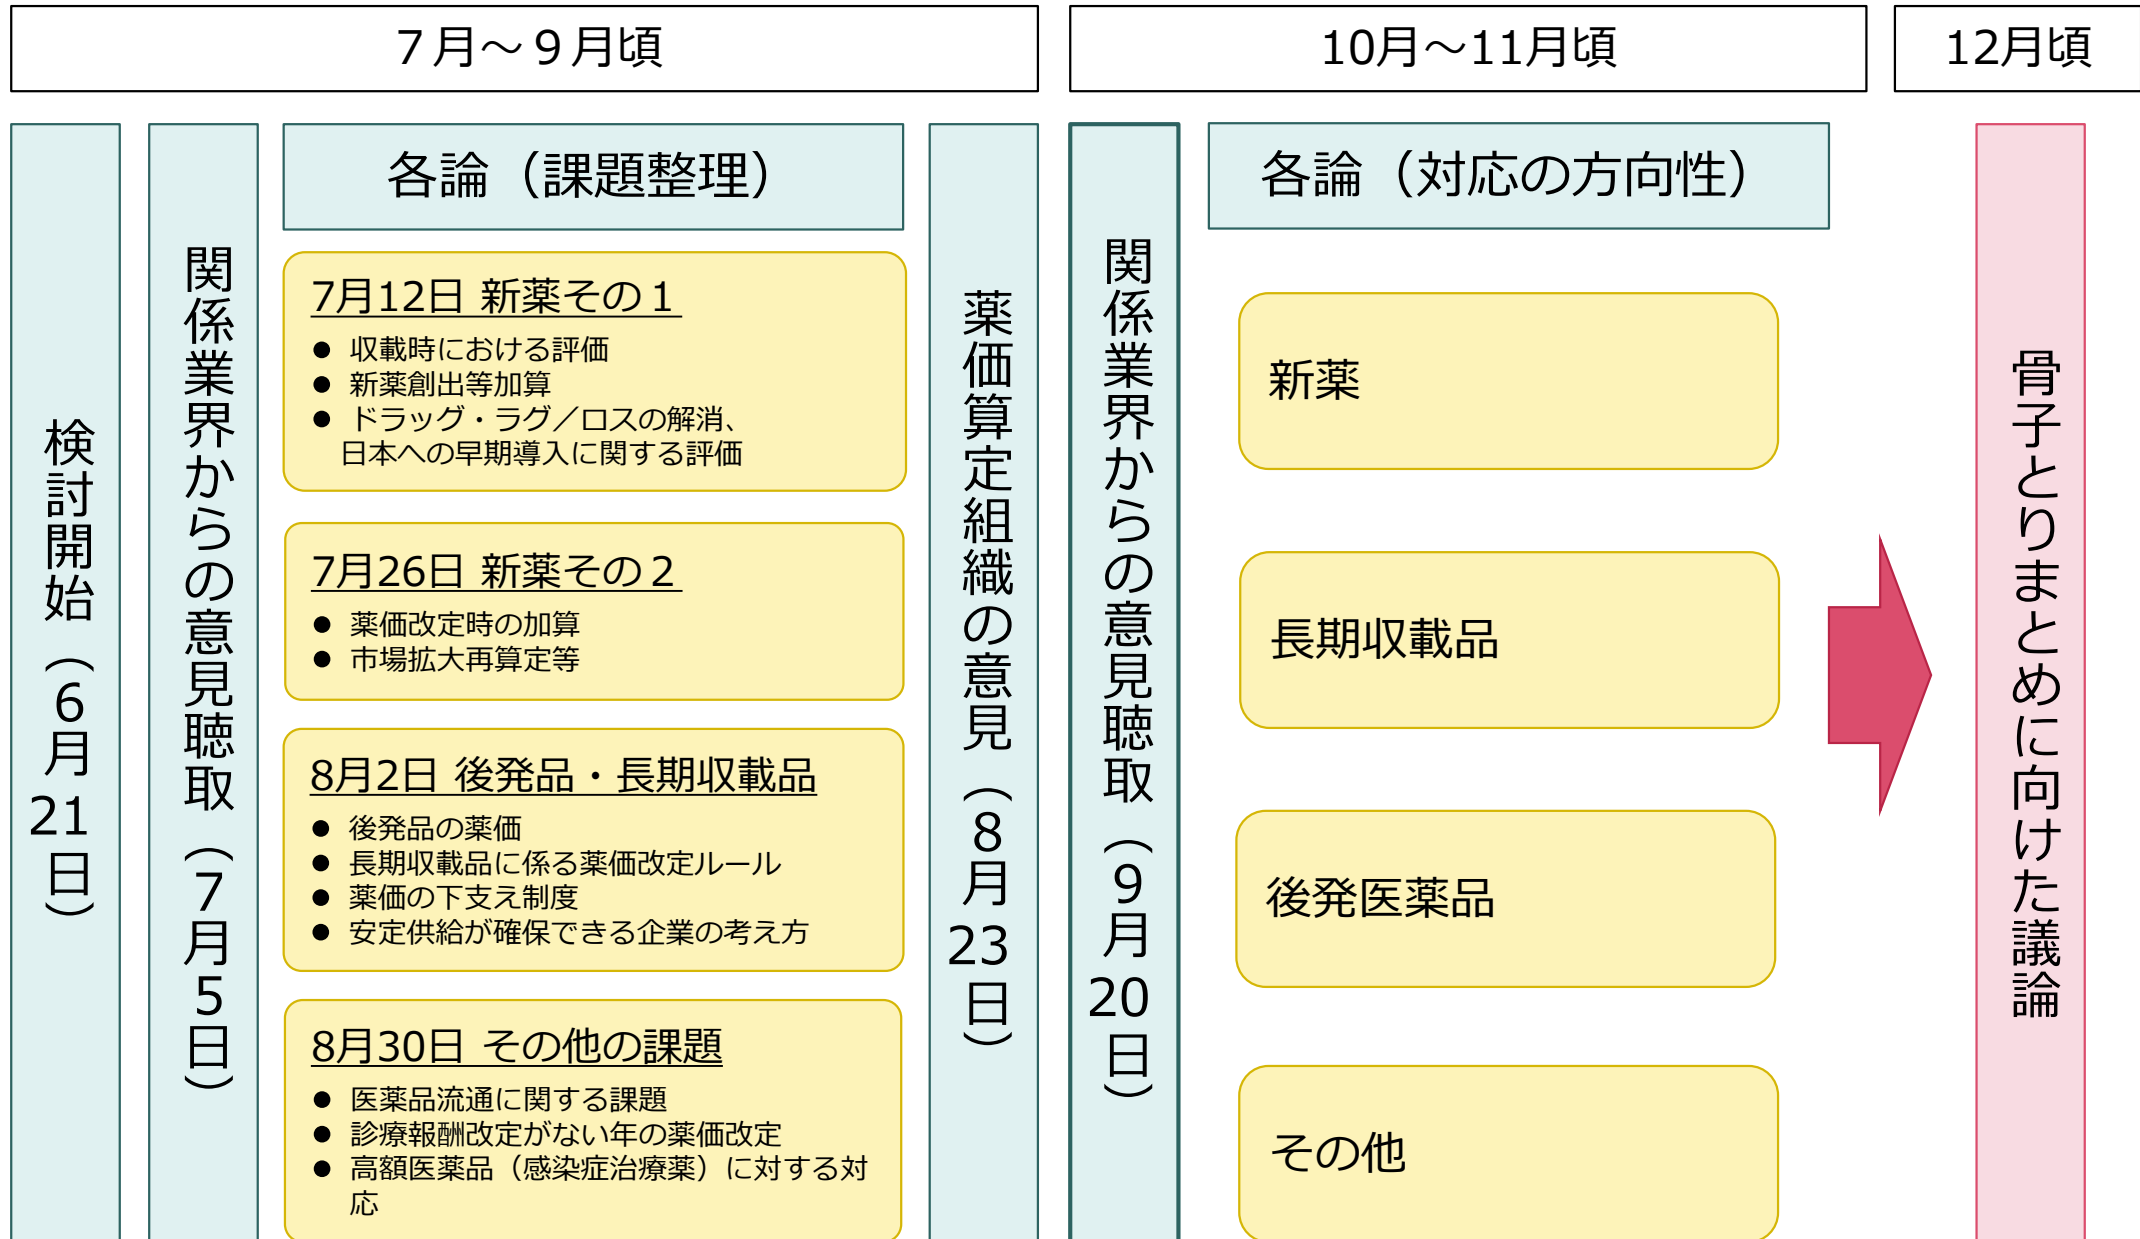 ７月～９月頃
10月～11月頃
12月頃
検討開始（６月21日）
関係業界からの意見聴取（７月５日）
各論（課題整理）
7月12日 新薬その１
● 収載時における評価
● 新薬創出等加算
● ドラッグ・ラグ／ロスの解消、
日本への早期導入に関する評価
7月26日 新薬その２
● 薬価改定時の加算
● 市場拡大再算定等
8月2日 後発品・長期収載品
● 後発品の薬価
● 長期収載品に係る薬価改定ルール
● 薬価の下支え制度
● 安定供給が確保できる企業の考え方
8月30日 その他の課題
● 医薬品流通に関する課題
● 診療報酬改定がない年の薬価改定
● 高額医薬品（感染症治療薬）に対する対
応
薬価算定組織の意見（８月23日）
関係業界からの意見聴取（９月20日）
各論（対応の方向性）
新薬
長期収載品
後発医薬品
その他
骨子とりまとめに向けた議論